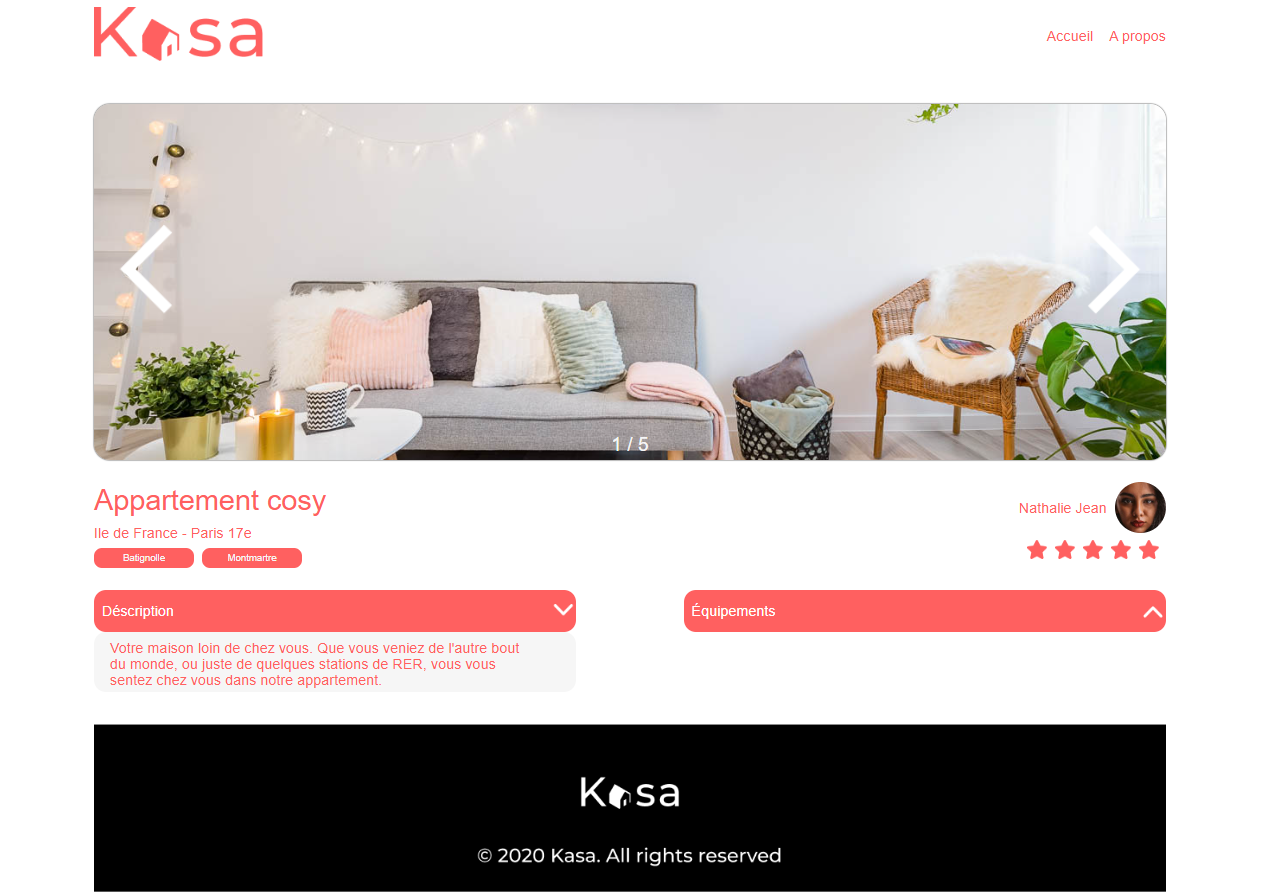 Kasa
Accueil A propos
1 / 5
Appartement cosy
Nathalie Jean
Ile de France - Paris 17e
Batignolle Montmartre
Déscription
Équipements
Votre maison loin de chez vous. Que vous veniez de l'autre bout
du monde, ou juste de quelques stations de RER, vous vous
sentez chez vous dans notre appartement.
Kasa
© 2020 Kasa. All rights reserved